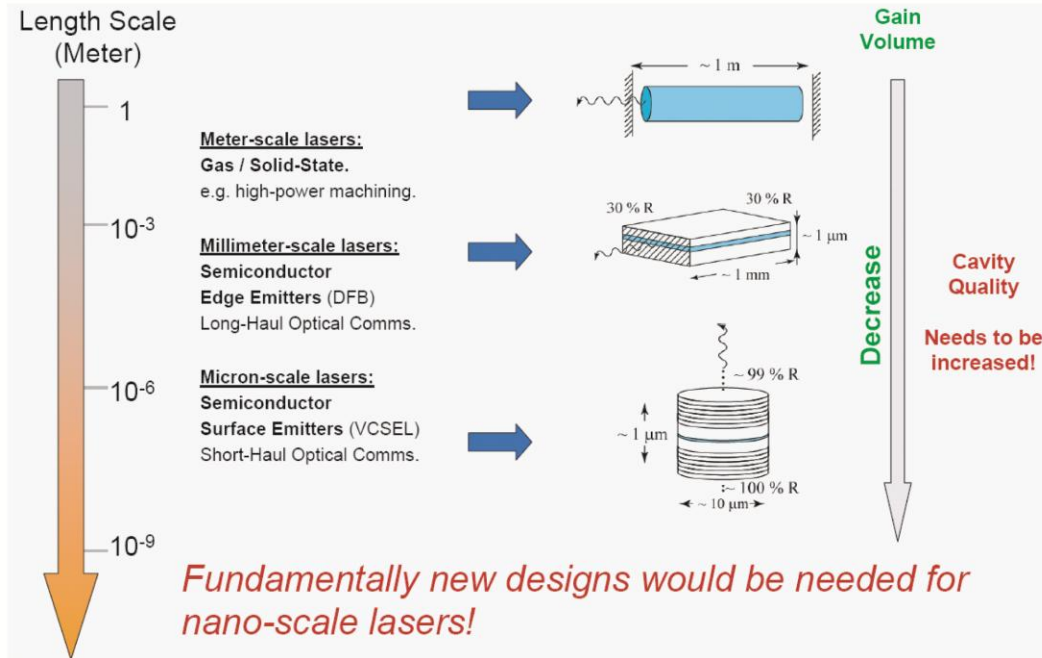 Length Scale
(Meter)
1
10⁻³
10⁻⁶
10⁻⁹
Meter-scale lasers:
Gas / Solid-State.
e.g. high-power machining.
Millimeter-scale lasers:
Semiconductor
Edge Emitters (DFB)
Long-Haul Optical Comms.
Micron-scale lasers:
Semiconductor
Surface Emitters (VCSEL)
Short-Haul Optical Comms.
~ 1 m
30 % R
30 % R
~ 1 μm
~ 1 mm
~ 99 % R
~ 1 μm
~ 100 % R
~ 10 μm
Gain
Volume
Decrease
Cavity
Quality
Needs to be
increased!
Fundamentally new designs would be needed for
nano-scale lasers!